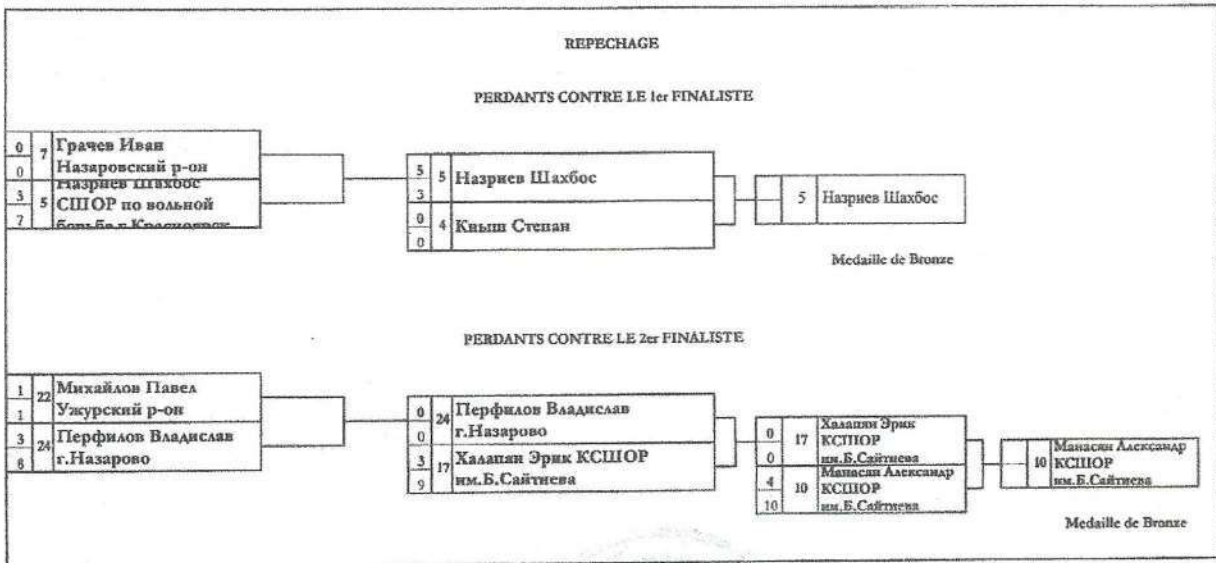 REPECHAGE
PERDANTS CONTRE LE 1er FINALISTE
0
0
7
Грачев Иван
Назаровский р-он
3
7
5
Назриев Шахбос
СШОР по вольной
борьба г.Красноярск
5
3
5
Назриев Шахбос
0
0
4
Квыш Степан
5
Назриев Шахбос
Medaille de Bronze
PERDANTS CONTRE LE 2er FINALISTE
1
1
22
Михайлов Павел
Ужурский р-он
3
6
24
Перфилов Владислав
г.Назарово
0
0
24
Перфилов Владислав
г.Назарово
3
9
17
Халапян Эрик КСШОР
им.Б.Сайтиева
0
0
17
Халапян Эрик
КСШОР
им.Б.Сайтиева
4
10
10
Манасян Александр
КСШОР
им.Б.Сайтиева
10
Манасян Александр
КСШОР
им.Б.Сайтиева
Medaille de Bronze